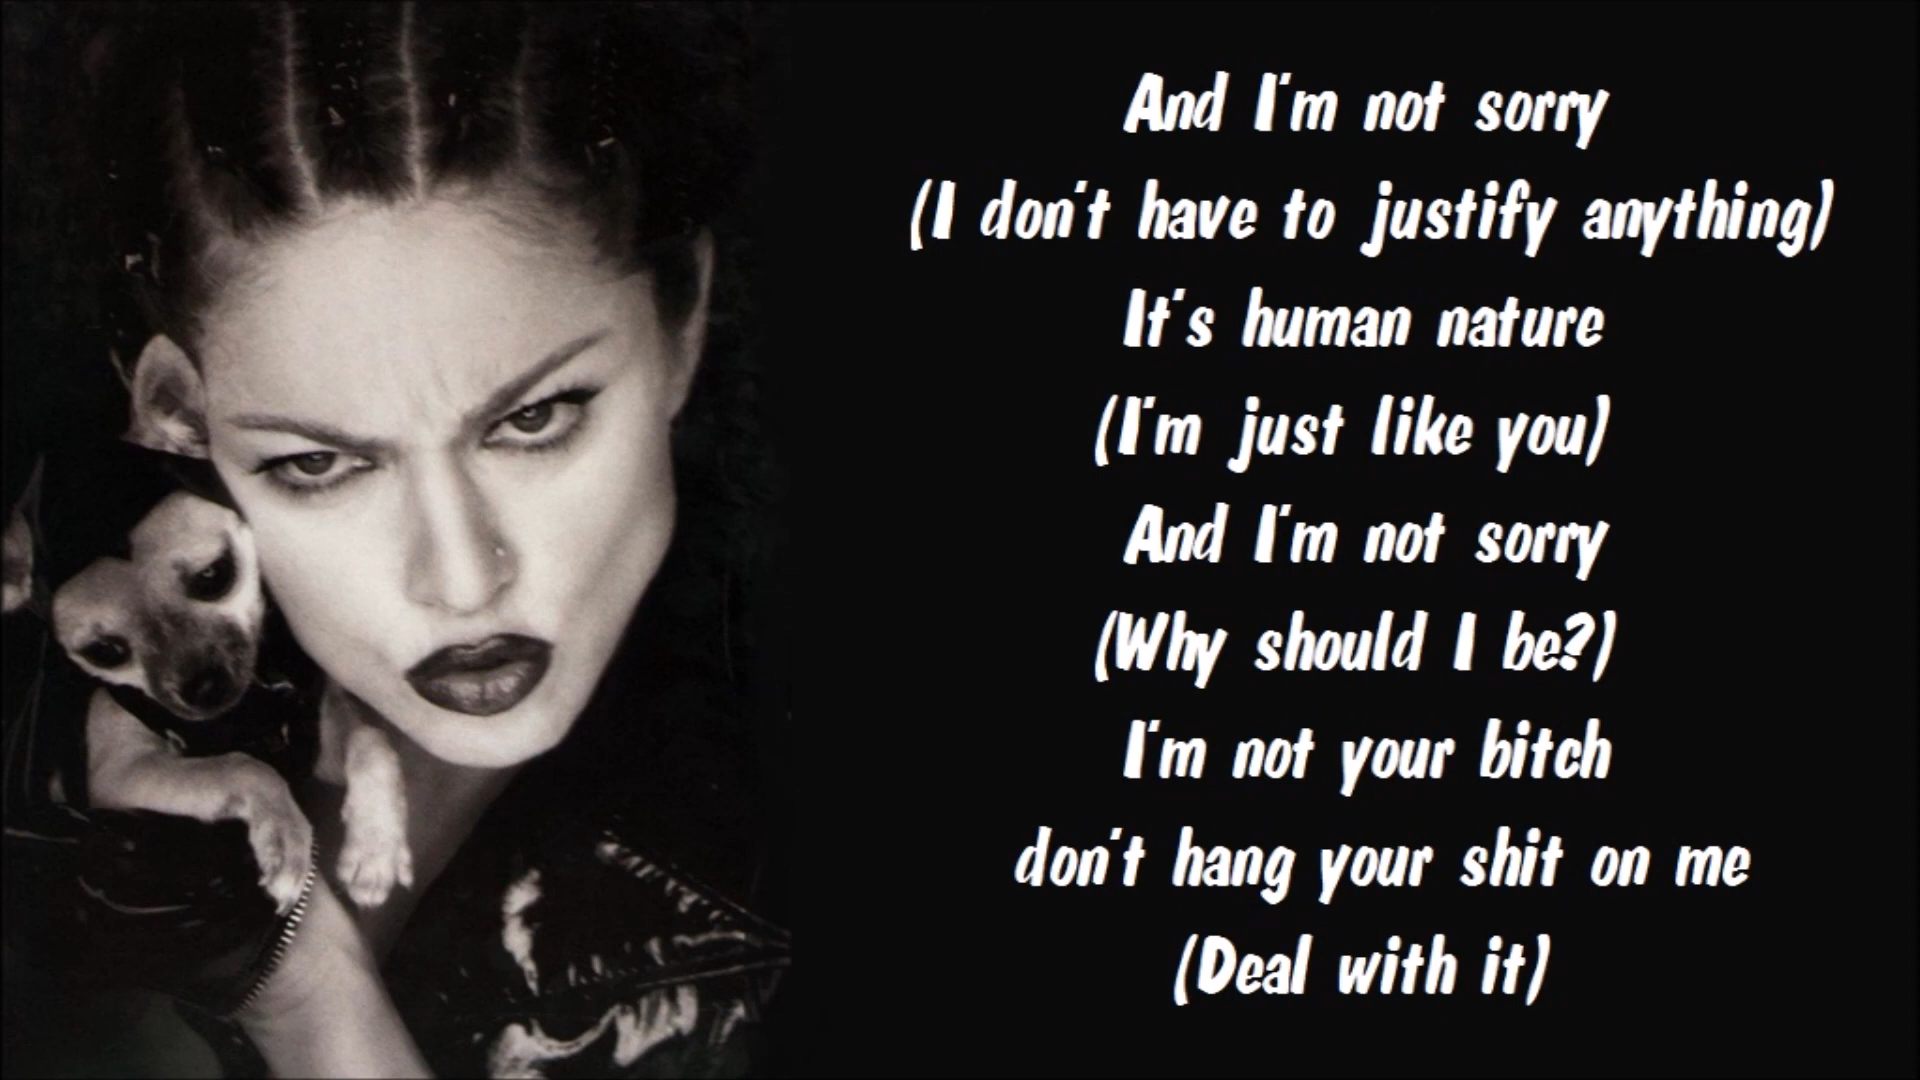 And I'm not sorry
(I don't have to justify anything)
It's human nature
(I'm just like you)
And I'm not sorry
(Why should I be?)
I'm not your bitch
don't hang your shit on me
(Deal with it)